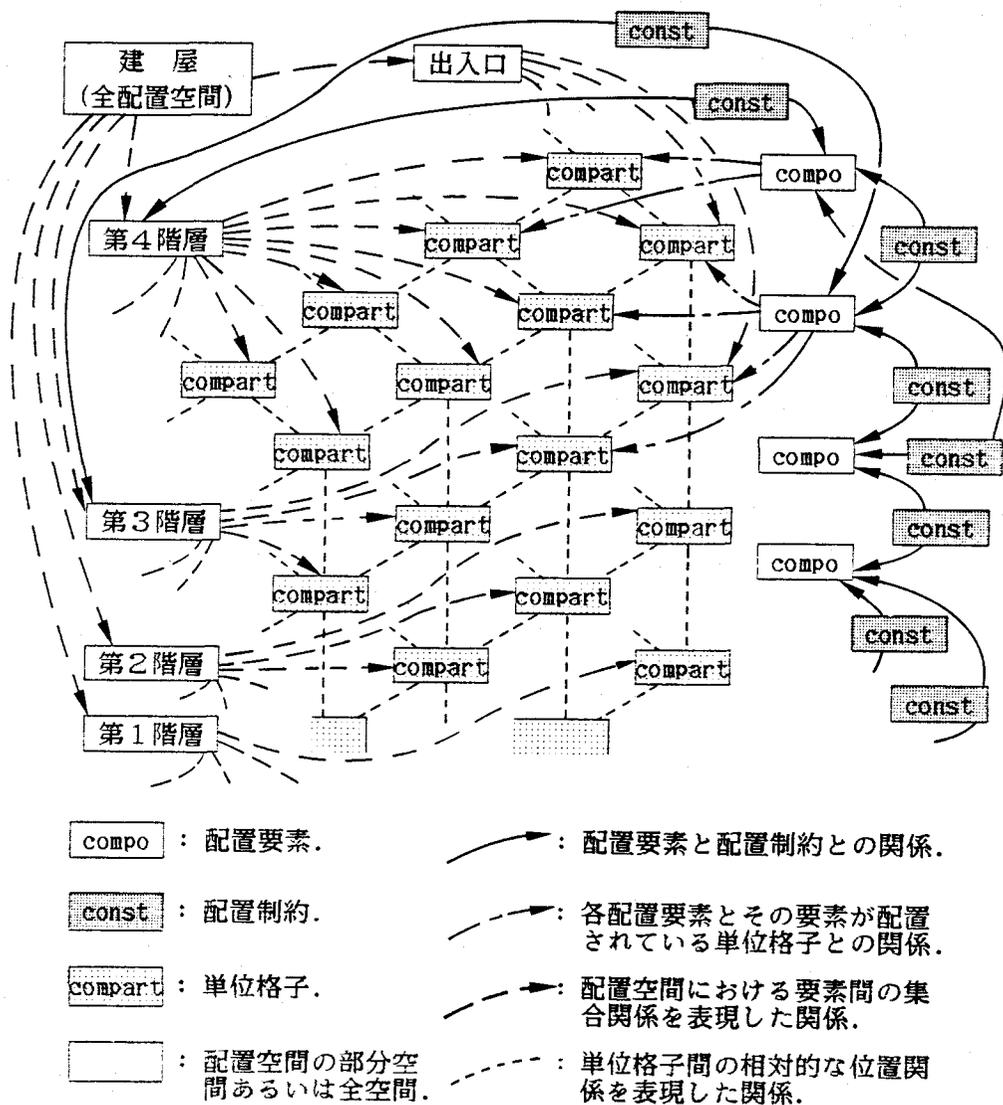 const
建 屋
(全配置空間)
出入口
const
compart
compo
第4階層
compart
compart
const
compart
compart
compo
compart
compart
compart
const
compart
compart
compo
const
第3階層
compart
compart
const
compart
compart
compo
第2階層
compart
compart
const
第1階層
const
compo : 配置要素.
const : 配置制約.
compart : 単位格子.
: 配置空間の部分空
間あるいは全空間.
: 配置要素と配置制約との関係.
: 各配置要素とその要素が配置
されている単位格子との関係.
: 配置空間における要素間の集
合関係を表現した関係.
: 単位格子間の相対的な位置関
係を表現した関係.